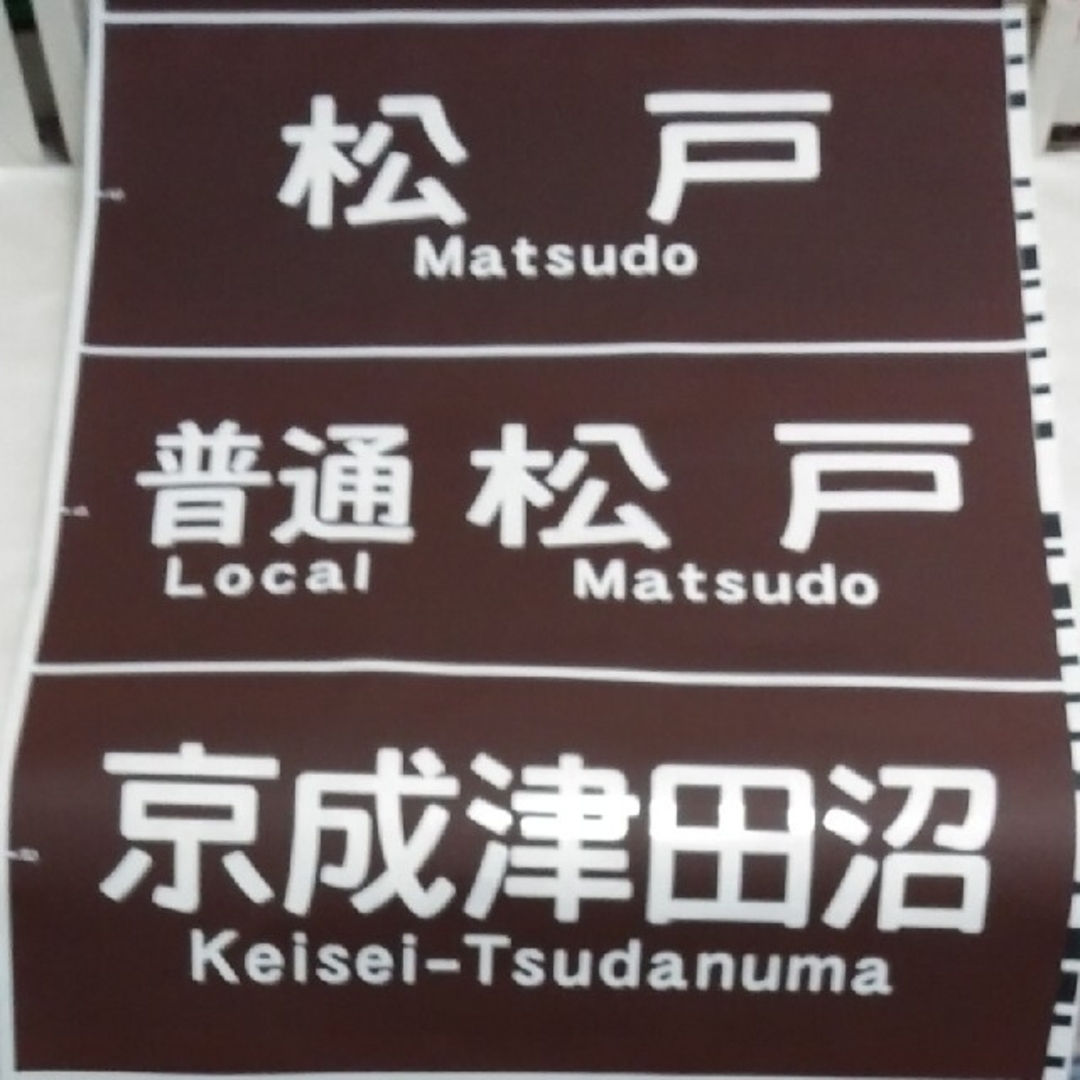 松戸
Matsudo
普通 松戸
Local Matsudo
京成津田沼
Keisei-Tsudanuma